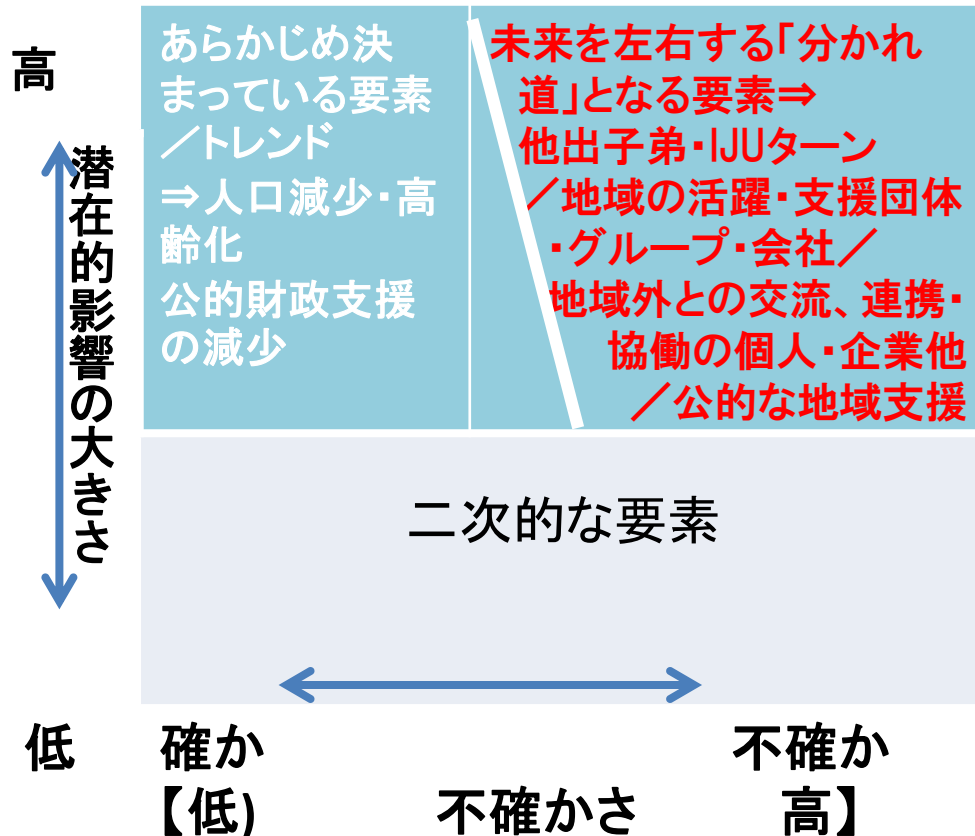 高
潜在的影響の大きさ
低
あらかじめ決
まっている要素
／トレンド
⇒人口減少・高
齢化
公的財政支援
の減少
未来を左右する「分かれ
道」となる要素⇒
他出子弟・IJUターン
／地域の活躍・支援団体
・グループ・会社／
地域外との交流、連携・
協働の個人・企業他
／公的な地域支援
二次的な要素
確か
【低)
不確かさ
不確か
高】